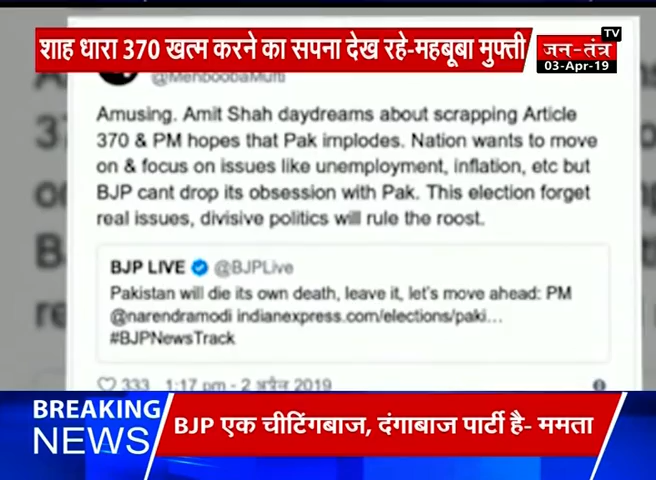 शाह धारा 370 खत्म करने का सपना देख रहे-महबूबा मुफ्ती
जन-तंत्र TV
03-Apr-19
@MehboobaMufti
Amusing. Amit Shah daydreams about scrapping Article
370 & PM hopes that Pak implodes. Nation wants to move
on & focus on issues like unemployment, inflation, etc but
BJP cant drop its obsession with Pak. This election forget
real issues, divisive politics will rule the roost.
BJP LIVE @BJPLive
Pakistan will die its own death, leave it, let's move ahead: PM
@narendramodi indianexpress.com/elections/paki...
#BJPNewsTrack
333 1:17 pm - 2 अप्रैल 2019
BREAKING
NEWS
BJP एक चीटिंगबाज, दंगाबाज पार्टी है- ममता